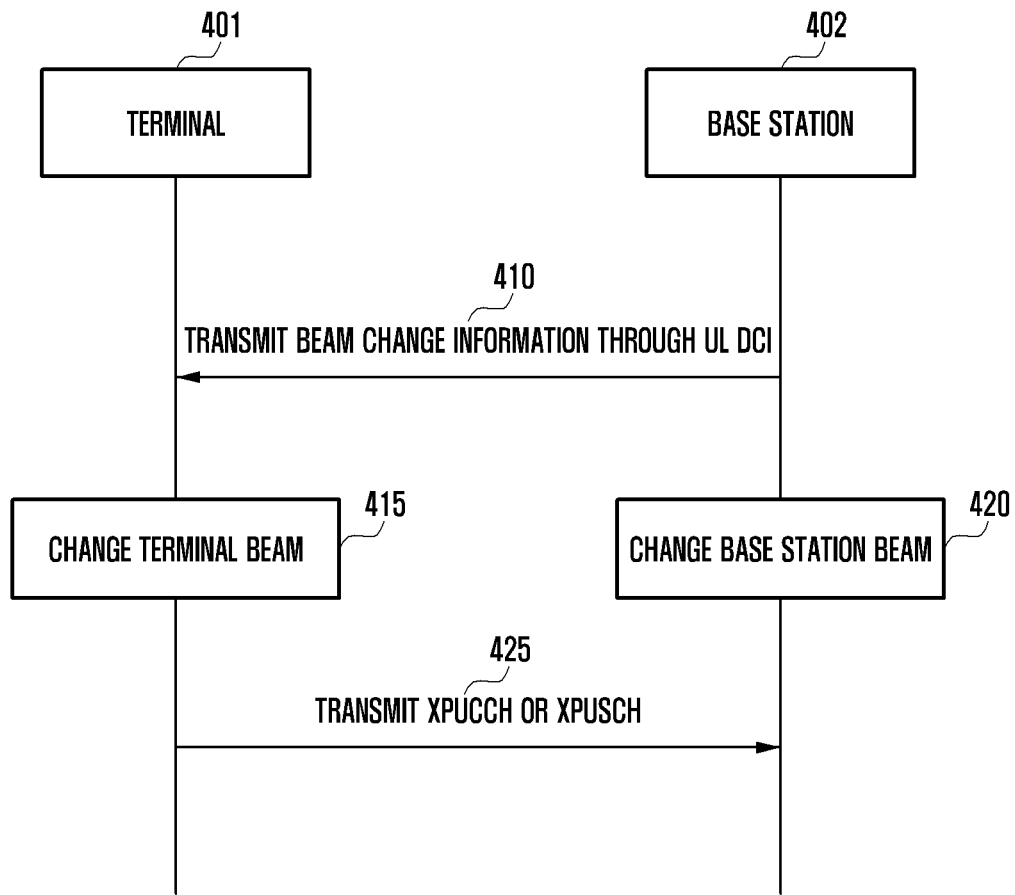 401
402
TERMINAL
BASE STATION
410
TRANSMIT BEAM CHANGE INFORMATION THROUGH UL DCI
415
420
CHANGE TERMINAL BEAM
CHANGE BASE STATION BEAM
425
TRANSMIT XPUCCH OR XPUSCH